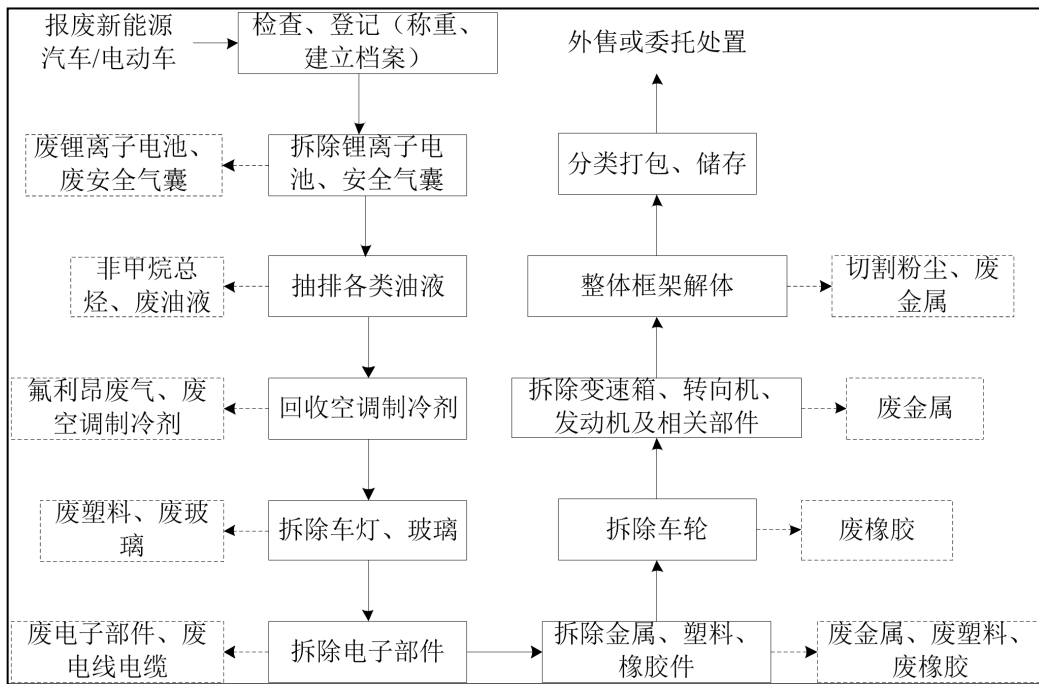 报废新能源
汽车/电动车
检查、登记（称重、
建立档案）
外售或委托处置
废锂离子电池、
废安全气囊
拆除锂离子电
池、安全气囊
分类打包、储存
非甲烷总
烃、废油液
抽排各类油液
整体框架解体
切割粉尘、废
金属
氟利昂废气、废
空调制冷剂
回收空调制冷剂
拆除变速箱、转向机、
发动机及相关部件
废金属
废塑料、废玻
璃
拆除车灯、玻璃
拆除车轮
废橡胶
废电子部件、废
电线电缆
拆除电子部件
拆除金属、塑料、
橡胶件
废金属、废塑料、
废橡胶